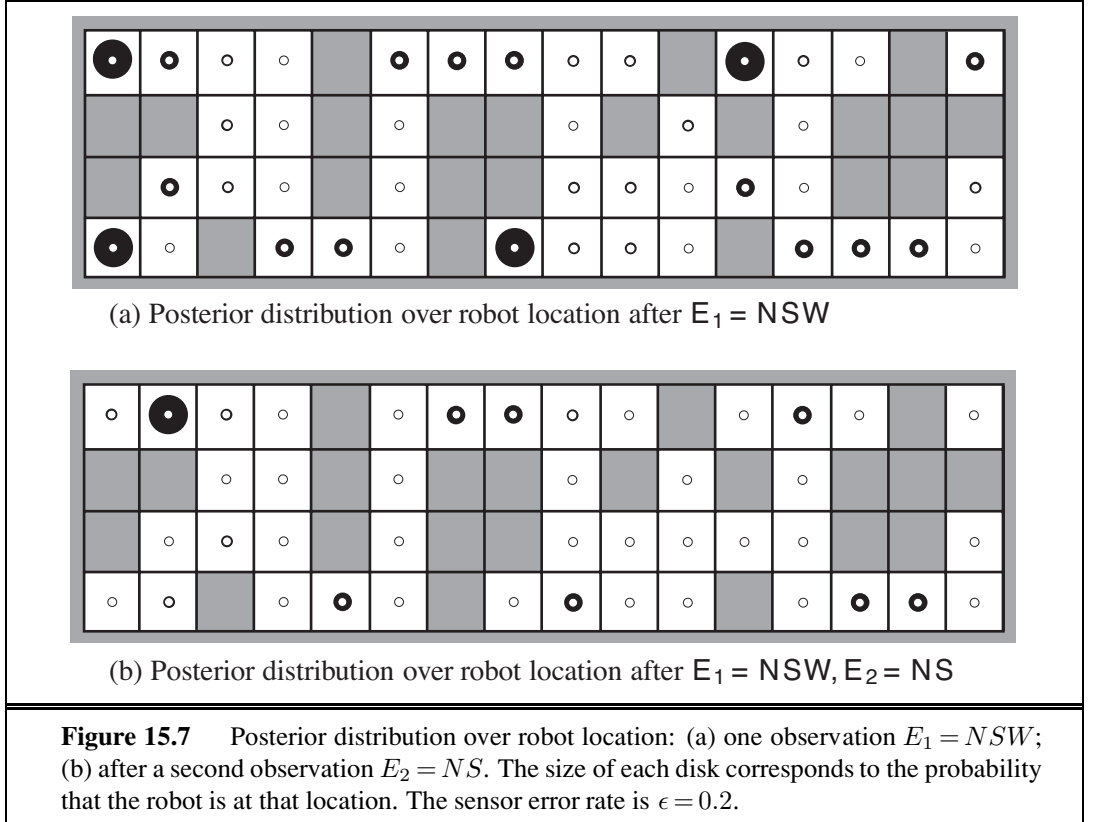 (a) Posterior distribution over robot location after E₁ = NSW
(b) Posterior distribution over robot location after E₁ = NSW, E₂ = NS
Figure 15.7 Posterior distribution over robot location: (a) one observation E₁ = NSW;
(b) after a second observation E₂ = NS. The size of each disk corresponds to the probability
that the robot is at that location. The sensor error rate is ϵ = 0.2.